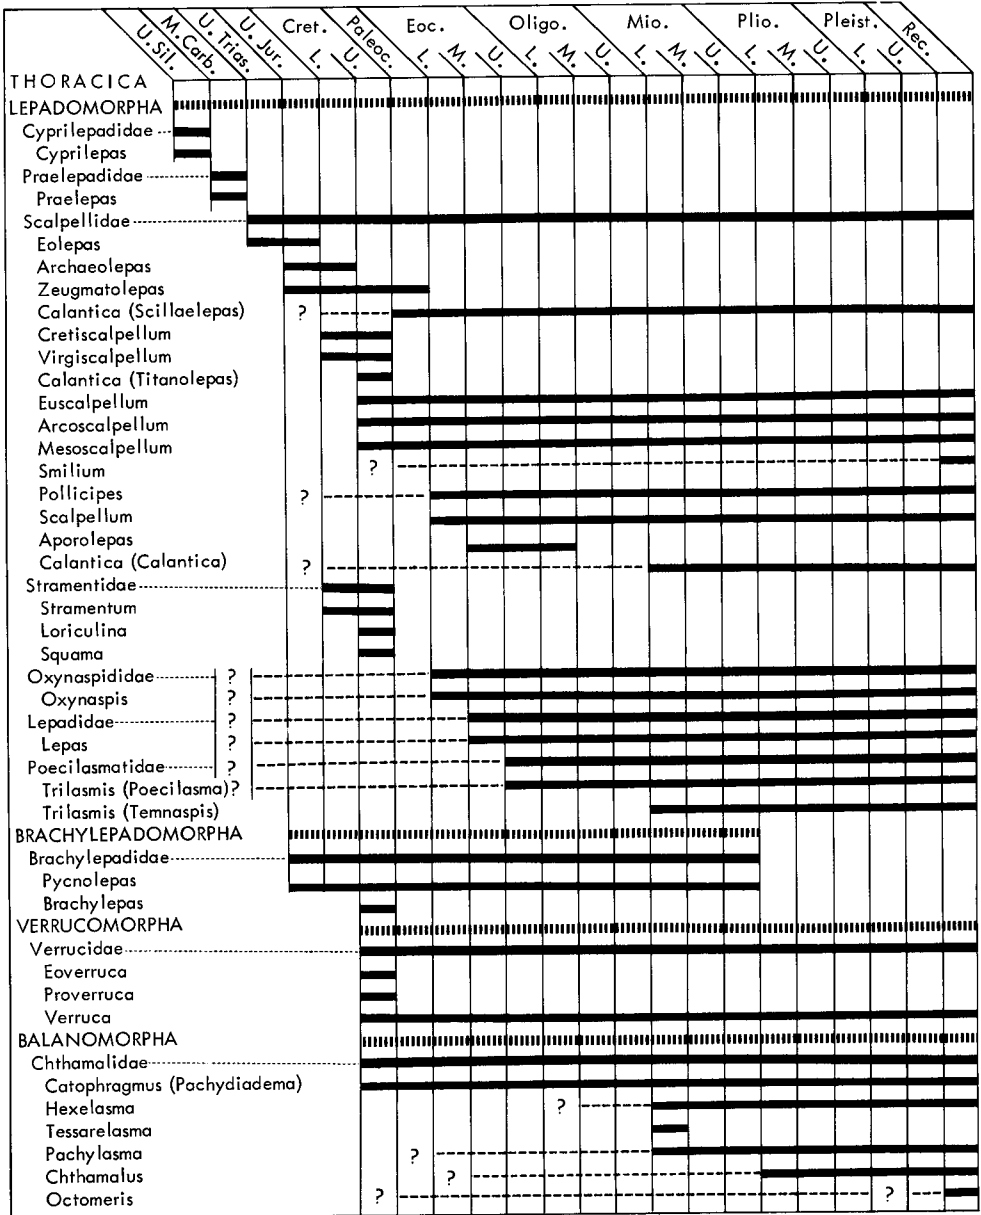 Cret. Eoc. Oligo. Mio. Plio. Pleist. Rec.
U. Sil. M. Carb. U. Trias. U. Jur. L. U. Paleoc. L. M. U. L. M. U. L. M. U. L. M. U. L. U.
THORACICA
LEPADOMORPHA
Cyprilepadidae
Cyprilepas
Praelepadidae
Praelepas
Scalpellidae
Eolepas
Archaeolepas
Zeugmatolepas
Calantica (Scillaelepas) ?
Cretiscalpellum
Virgiscalpellum
Calantica (Titanolepas)
Euscalpellum
Arcoscalpellum
Mesoscalpellum
Smilium ?
Pollicipes ?
Scalpellum
Aporolepas
Calantica (Calantica) ?
Stramentidae
Stramentum
Loriculina
Squama
Oxynaspididae ?
Oxynaspis ?
Lepadidae ?
Lepas ?
Poecilasmatidae ?
Trilasmis (Poecilasma)?
Trilasmis (Temnaspis)
BRACHYLEPADOMORPHA
Brachylepadidae
Pycnolepas
Brachylepas
VERRUCOMORPHA
Verrucidae
Eoverruca
Proverruca
Verruca
BALANOMORPHA
Chthamalidae
Catophragmus (Pachydiadema)
Hexelasma ?
Tessarelasma
Pachylasma ?
Chthamalus ?
Octomeris ? ?